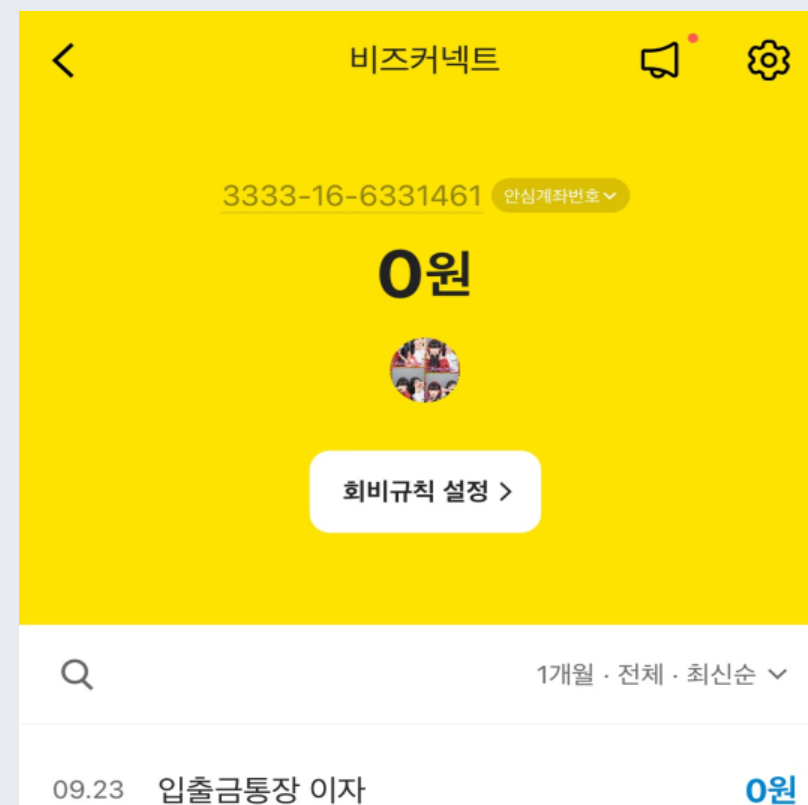 비즈커넥트
3333-16-6331461 안심계좌번호
0원
회비규칙 설정 >
1개월 · 전체 · 최신순
09.23 입출금통장 이자 0원